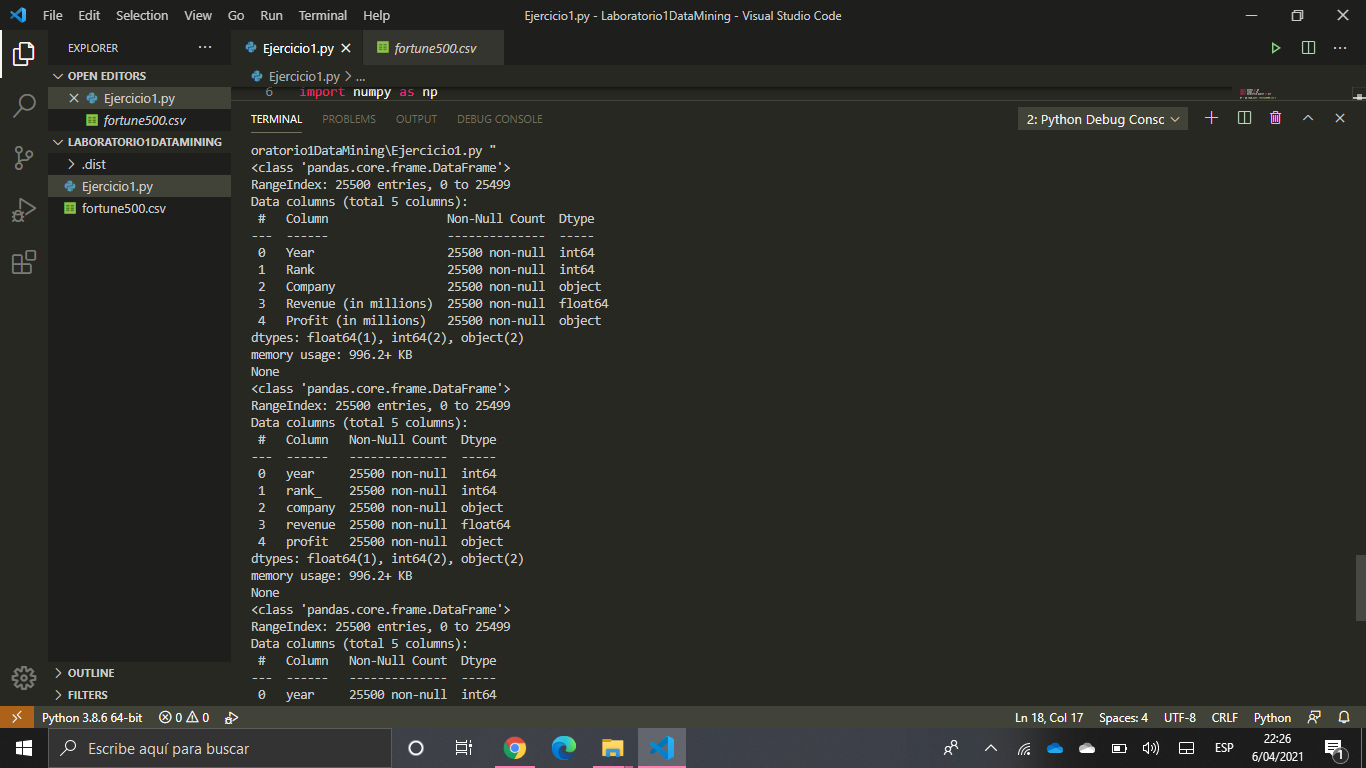 File Edit Selection View Go Run Terminal Help Ejercicio1.py - Laboratorio1DataMining - Visual Studio Code
EXPLORER ...
OPEN EDITORS
Ejercicio1.py
fortune500.csv
LABORATORIO1DATAMINING
.dist
Ejercicio1.py
fortune500.csv
OUTLINE
FILTERS
Ejercicio1.py fortune500.csv
Ejercicio1.py > ...
6 import numpy as np
TERMINAL PROBLEMS OUTPUT DEBUG CONSOLE 2: Python Debug Consc
oratorio1DataMining\Ejercicio1.py "
<class 'pandas.core.frame.DataFrame'>
RangeIndex: 25500 entries, 0 to 25499
Data columns (total 5 columns):
 #   Column                 Non-Null Count  Dtype
---  ------                 --------------  -----
 0   Year                   25500 non-null  int64
 1   Rank                   25500 non-null  int64
 2   Company                25500 non-null  object
 3   Revenue (in millions)  25500 non-null  float64
 4   Profit (in millions)   25500 non-null  object
dtypes: float64(1), int64(2), object(2)
memory usage: 996.2+ KB
None
<class 'pandas.core.frame.DataFrame'>
RangeIndex: 25500 entries, 0 to 25499
Data columns (total 5 columns):
 #   Column   Non-Null Count  Dtype
---  ------   --------------  -----
 0   year     25500 non-null  int64
 1   rank_    25500 non-null  int64
 2   company  25500 non-null  object
 3   revenue  25500 non-null  float64
 4   profit   25500 non-null  object
dtypes: float64(1), int64(2), object(2)
memory usage: 996.2+ KB
None
<class 'pandas.core.frame.DataFrame'>
RangeIndex: 25500 entries, 0 to 25499
Data columns (total 5 columns):
 #   Column   Non-Null Count  Dtype
---  ------   --------------  -----
 0   year     25500 non-null  int64
Python 3.8.6 64-bit 0 0 Ln 18, Col 17 Spaces: 4 UTF-8 CRLF Python
Escribe aquí para buscar ESP 22:26
6/04/2021 1